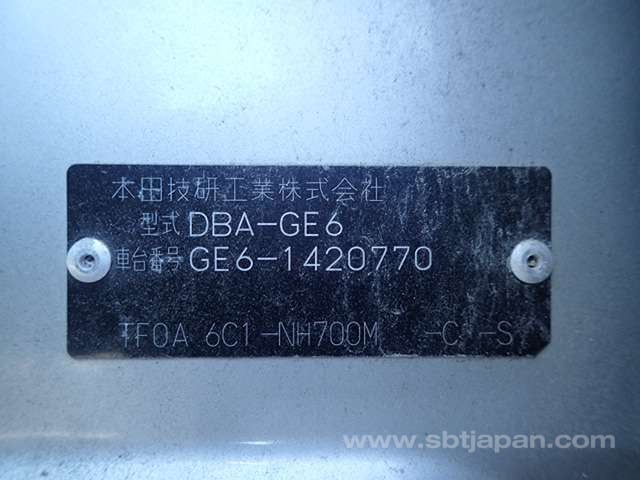 本田技研工業株式会社
型式 DBA-GE6
車台番号 GE6-1420770
TF0A 6C1-NH700M -C -S
www.sbtjapan.com